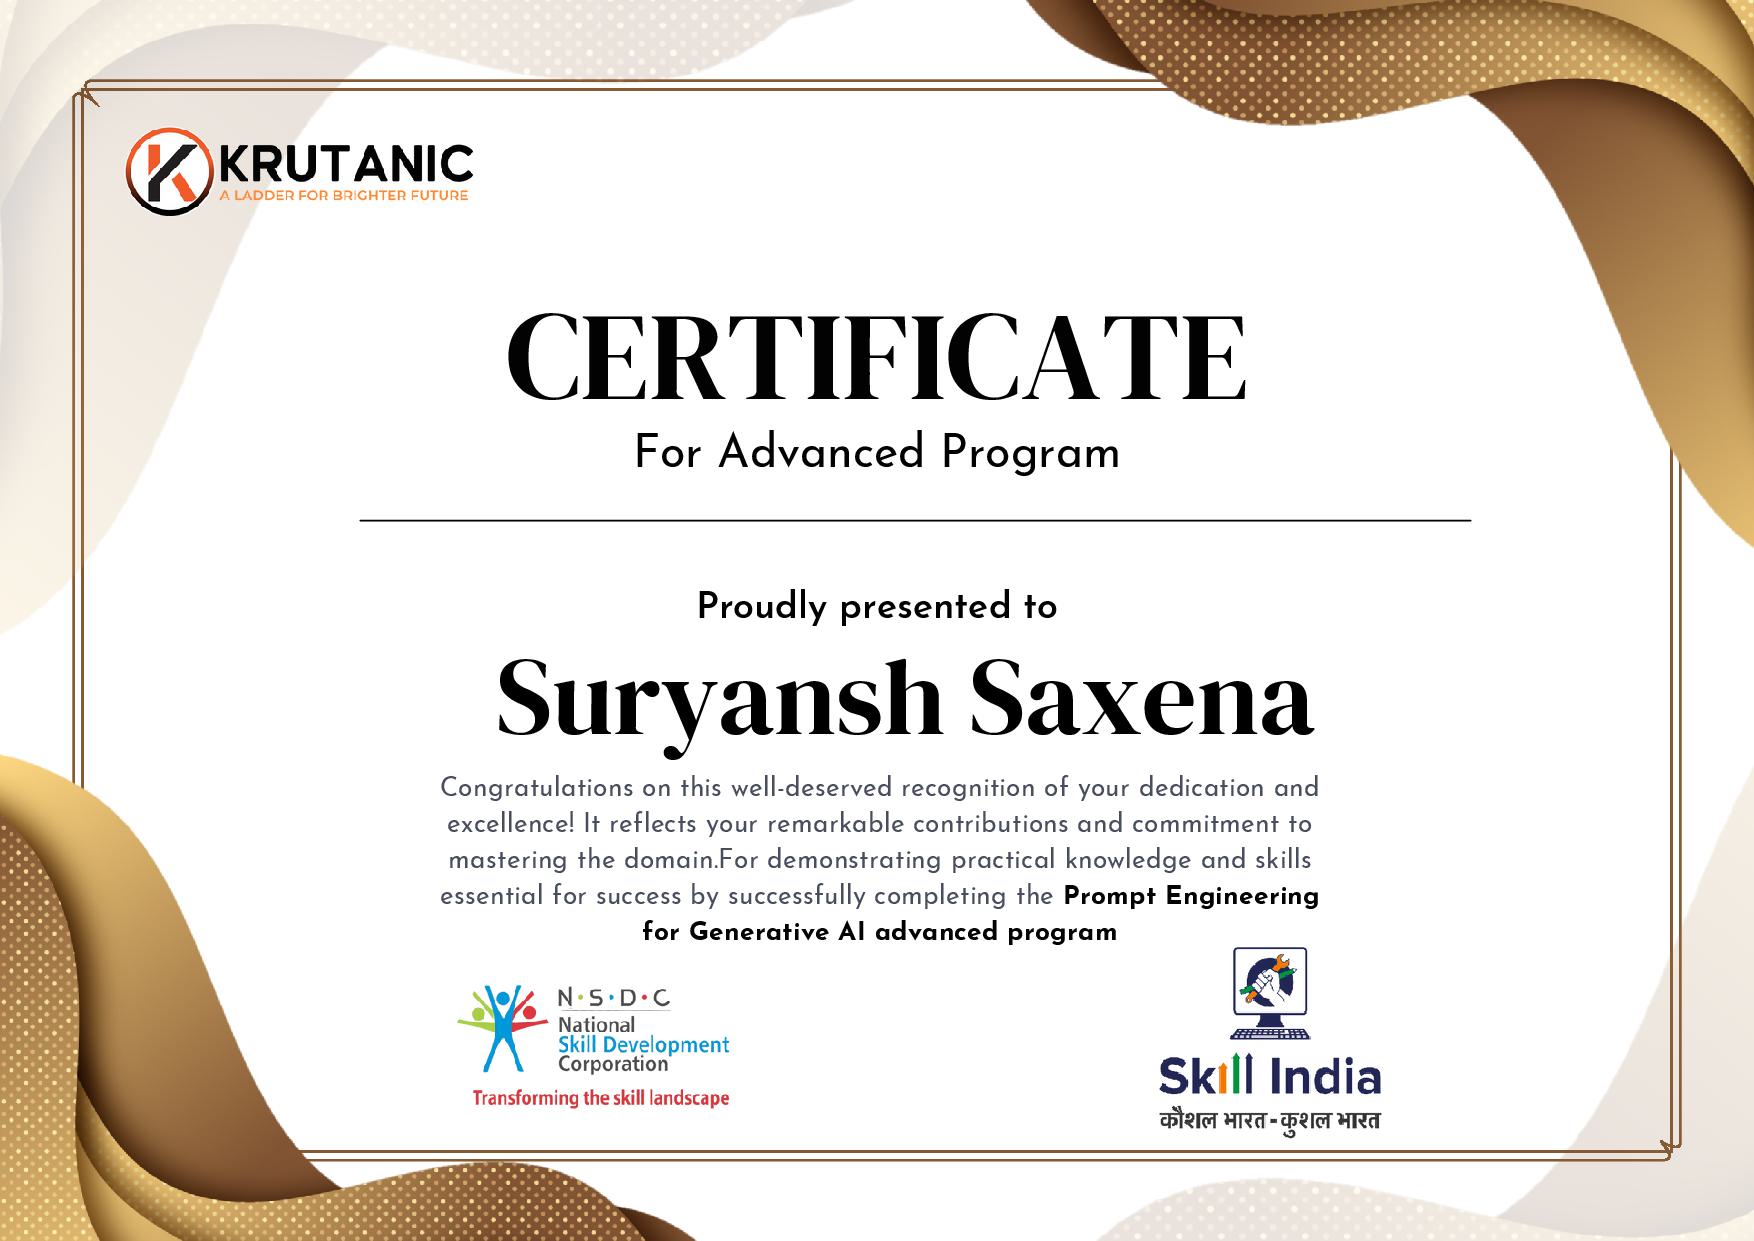 KRUTANIC
A LADDER FOR BRIGHTER FUTURE
CERTIFICATE
For Advanced Program
Proudly presented to
Suryansh Saxena
Congratulations on this well-deserved recognition of your dedication and
excellence! It reflects your remarkable contributions and commitment to
mastering the domain.For demonstrating practical knowledge and skills
essential for success by successfully completing the Prompt Engineering
for Generative AI advanced program
N·S·D·C
National
Skill Development
Corporation
Transforming the skill landscape
Skill India
कौशल भारत-कुशल भारत